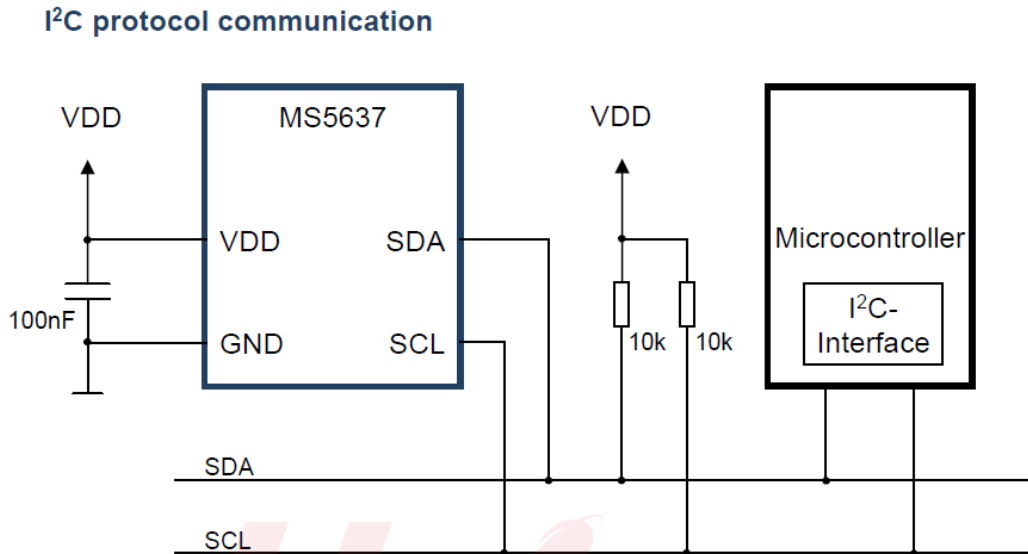 I²C protocol communication
VDD
MS5637
VDD
VDD
SDA
Microcontroller
100nF
I²C-
Interface
GND
SCL
10k
10k
SDA
SCL